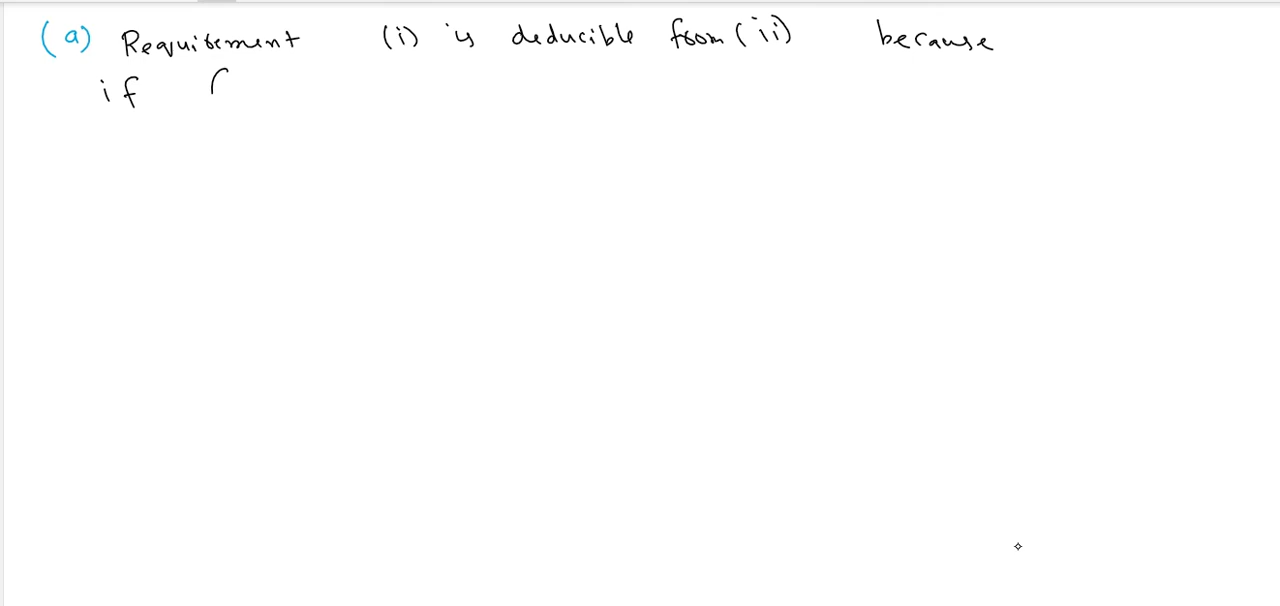 (a) Requirement (i) is deducible from (ii) because
if (